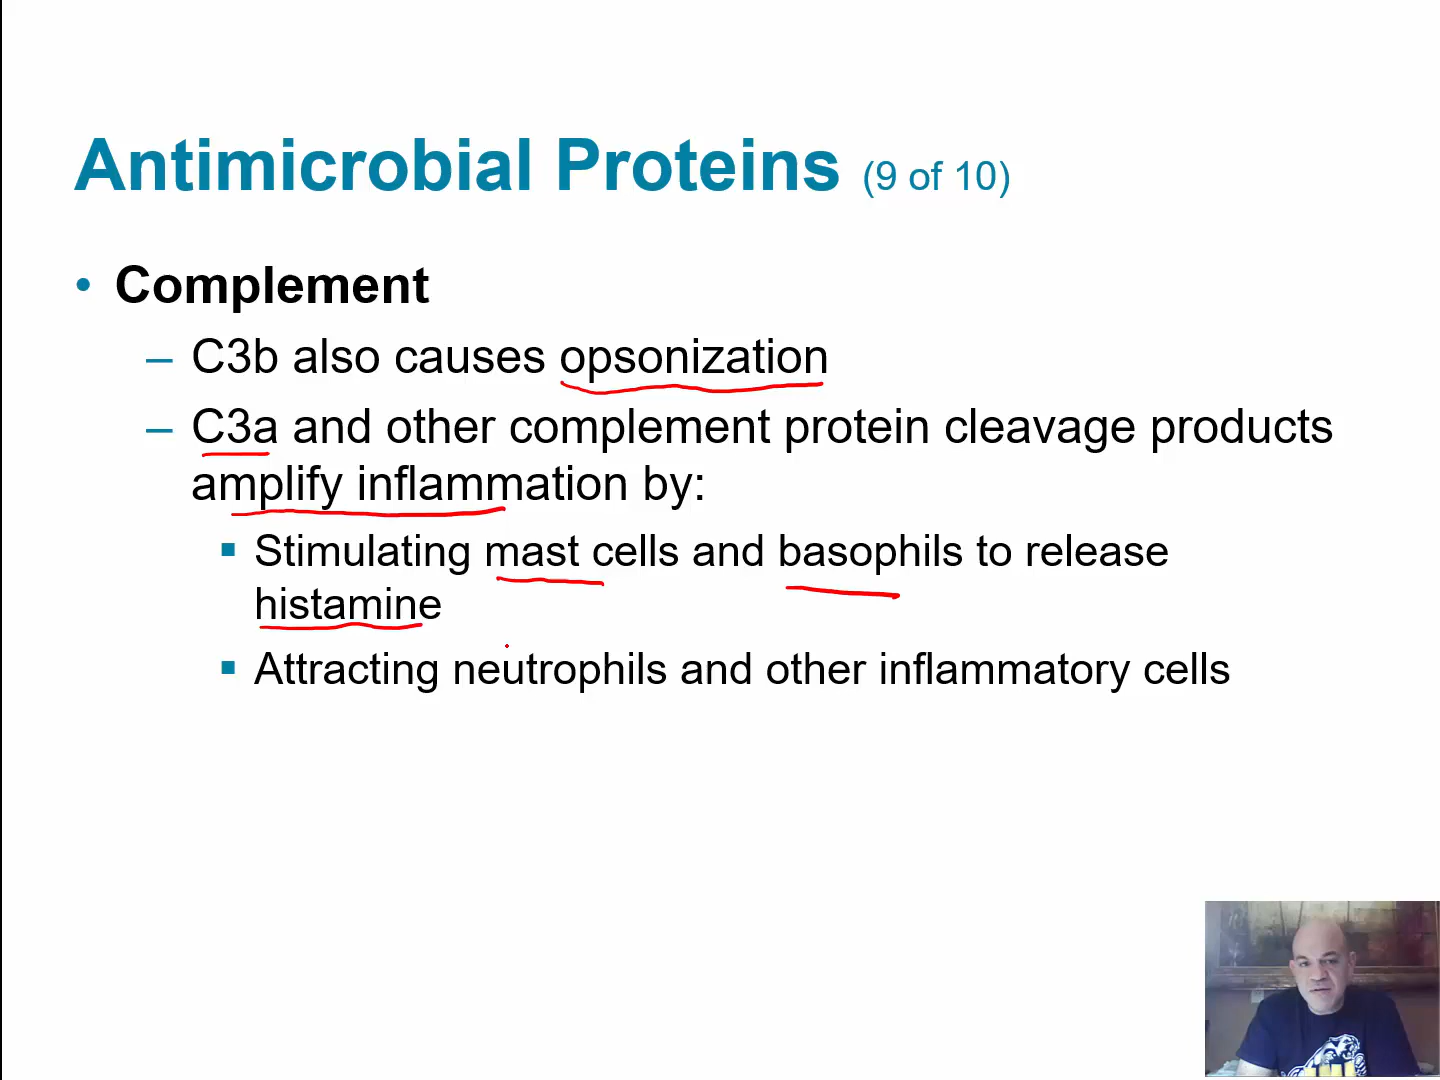 Antimicrobial Proteins (9 of 10)
• Complement
– C3b also causes opsonization
– C3a and other complement protein cleavage products
amplify inflammation by:
▪ Stimulating mast cells and basophils to release
histamine
▪ Attracting neutrophils and other inflammatory cells